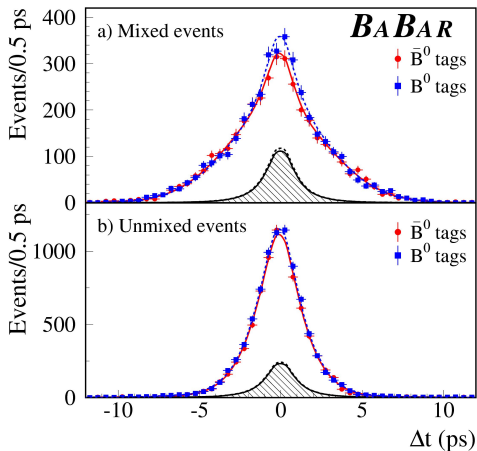 a) Mixed events
BABAR
B̄⁰ tags
B⁰ tags
Events/0.5 ps
400
300
200
100
0
b) Unmixed events
B̄⁰ tags
B⁰ tags
Events/0.5 ps
1000
500
0
-10 -5 0 5 10
Δt (ps)